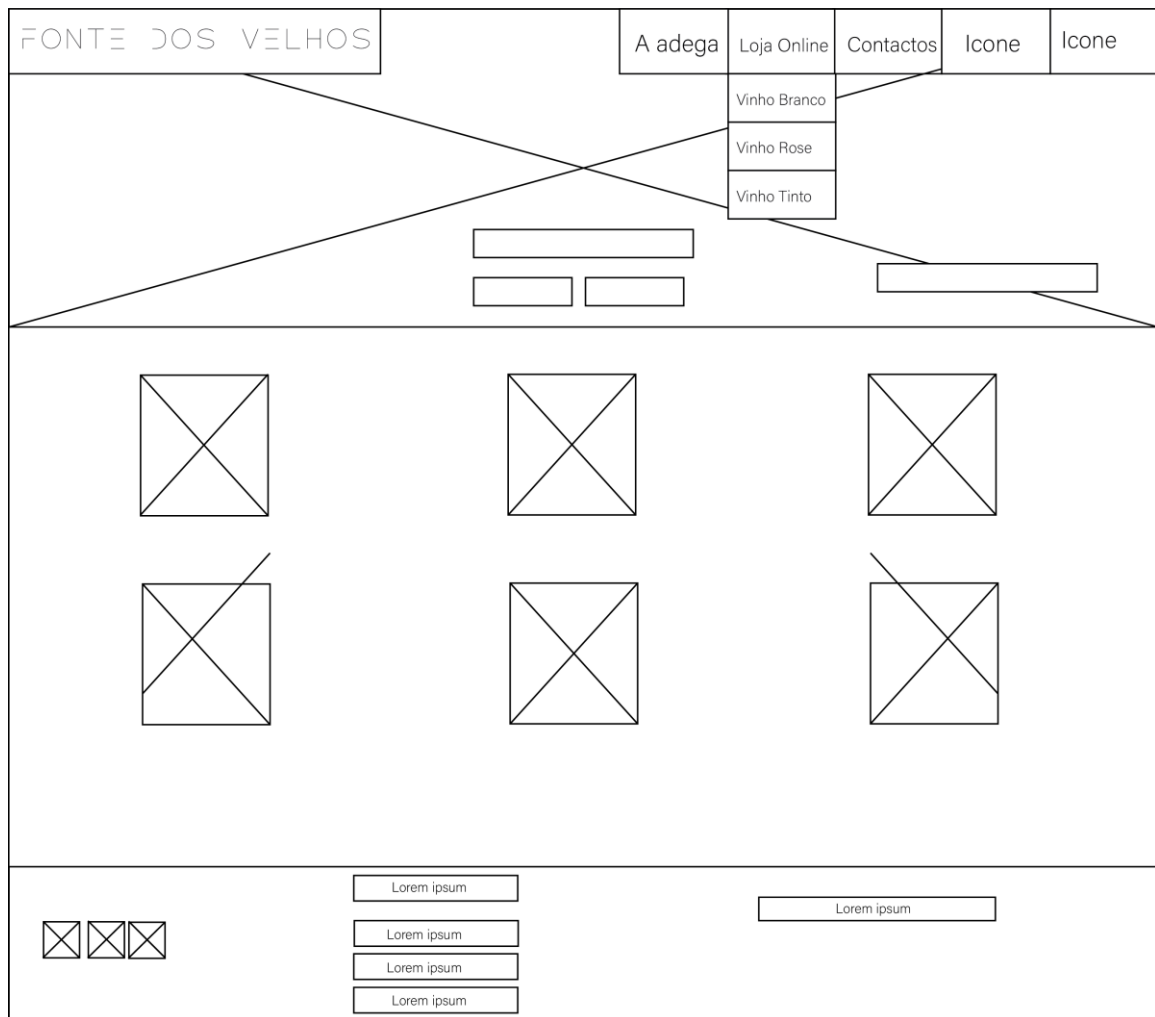 FONTE DOS VELHOS
A adega
Loja Online
Contactos
Icone
Icone
Vinho Branco
Vinho Rose
Vinho Tinto
Lorem ipsum
Lorem ipsum
Lorem ipsum
Lorem ipsum
Lorem ipsum